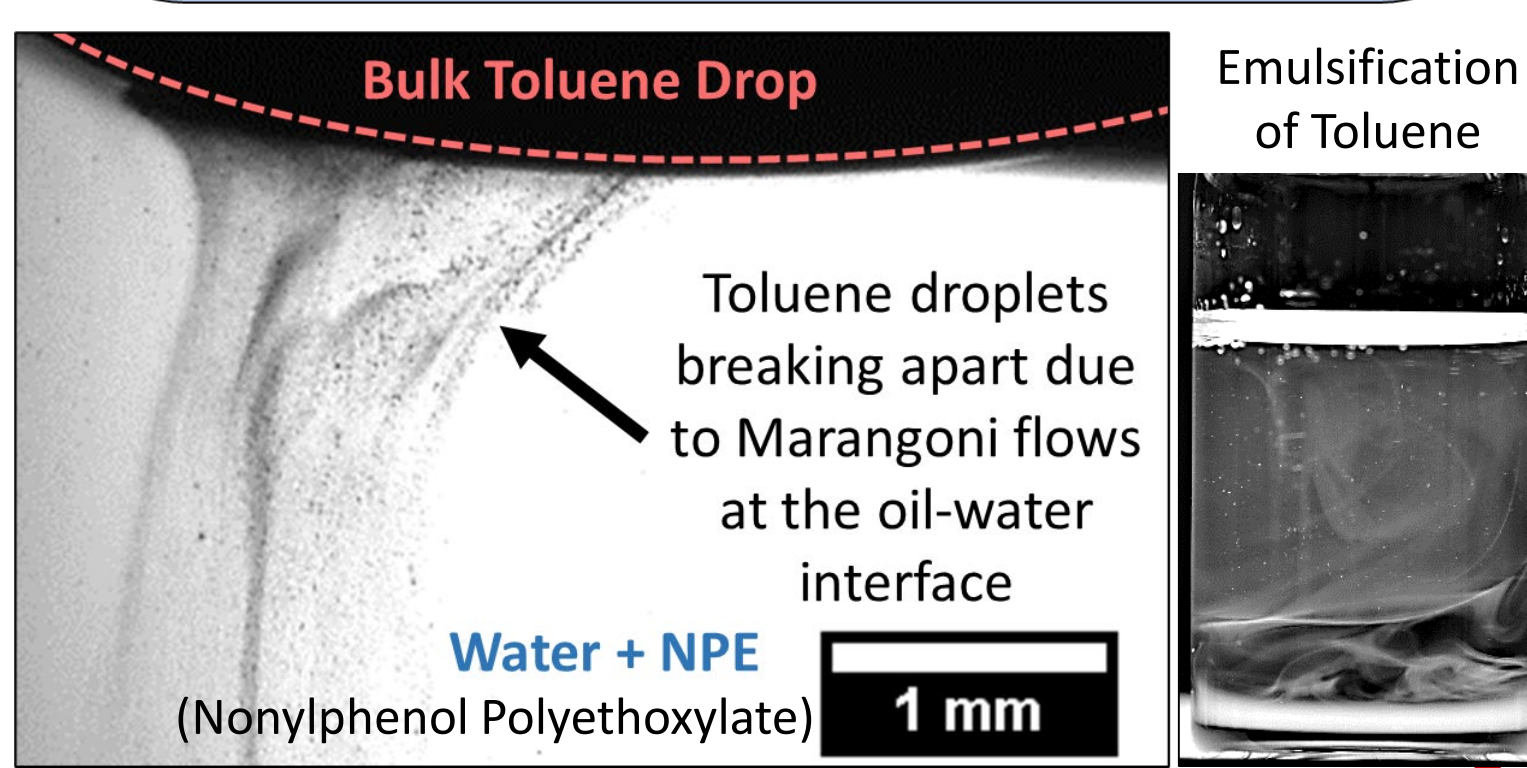 Bulk Toluene Drop
Toluene droplets
breaking apart due
to Marangoni flows
at the oil-water
interface
Water + NPE
(Nonylphenol Polyethoxylate)
1 mm
Emulsification
of Toluene